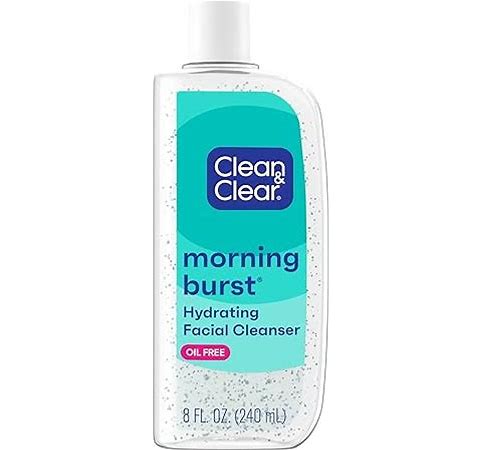 Clean
&
Clear®
morning
burst®
Hydrating
Facial Cleanser
OIL FREE
8 FL. OZ. (240 mL)